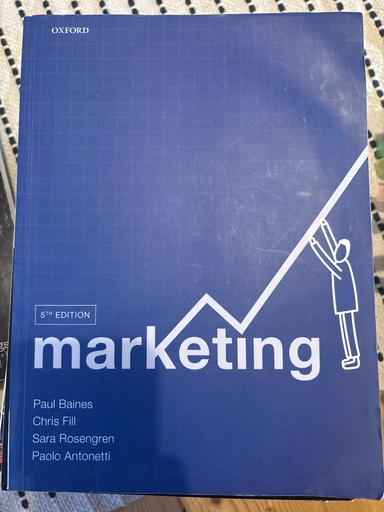 OXFORD
5TH EDITION
marketing
Paul Baines
Chris Fill
Sara Rosengren
Paolo Antonetti